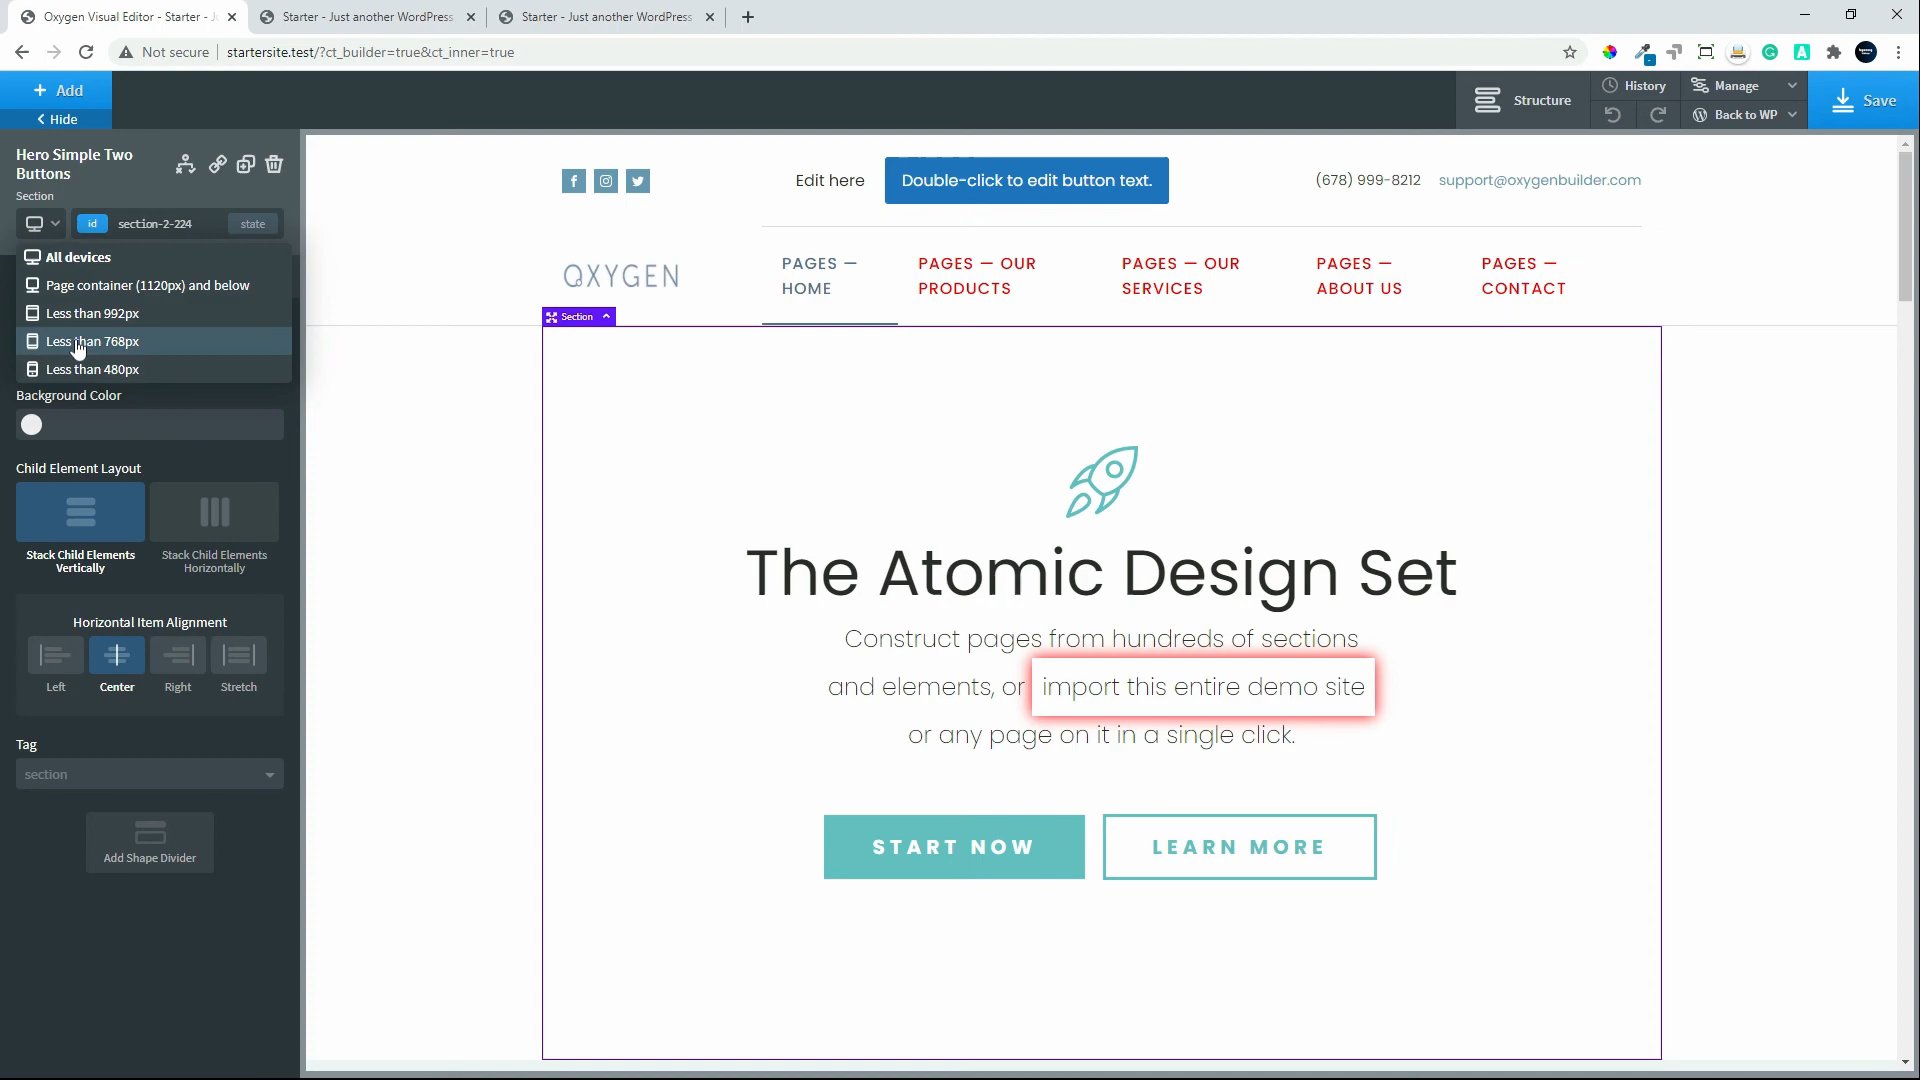 Oxygen Visual Editor - Starter - J
Starter - Just another WordPress
Starter - Just another WordPress
Not secure
startersite.test/?ct_builder=true&ct_inner=true
+ Add
Hide
Structure
History
Manage
Back to WP
Save
Hero Simple Two
Buttons
Section
id
section-2-224
state
All devices
Page container (1120px) and below
Less than 992px
Less than 768px
Less than 480px
Background Color
Child Element Layout
Stack Child Elements
Vertically
Stack Child Elements
Horizontally
Horizontal Item Alignment
Left
Center
Right
Stretch
Tag
section
Add Shape Divider
Edit here
Double-click to edit button text.
(678) 999-8212
support@oxygenbuilder.com
OXYGEN
PAGES —
HOME
PAGES — OUR
PRODUCTS
PAGES — OUR
SERVICES
PAGES —
ABOUT US
PAGES —
CONTACT
Section
The Atomic Design Set
Construct pages from hundreds of sections
and elements, or import this entire demo site
or any page on it in a single click.
START NOW
LEARN MORE